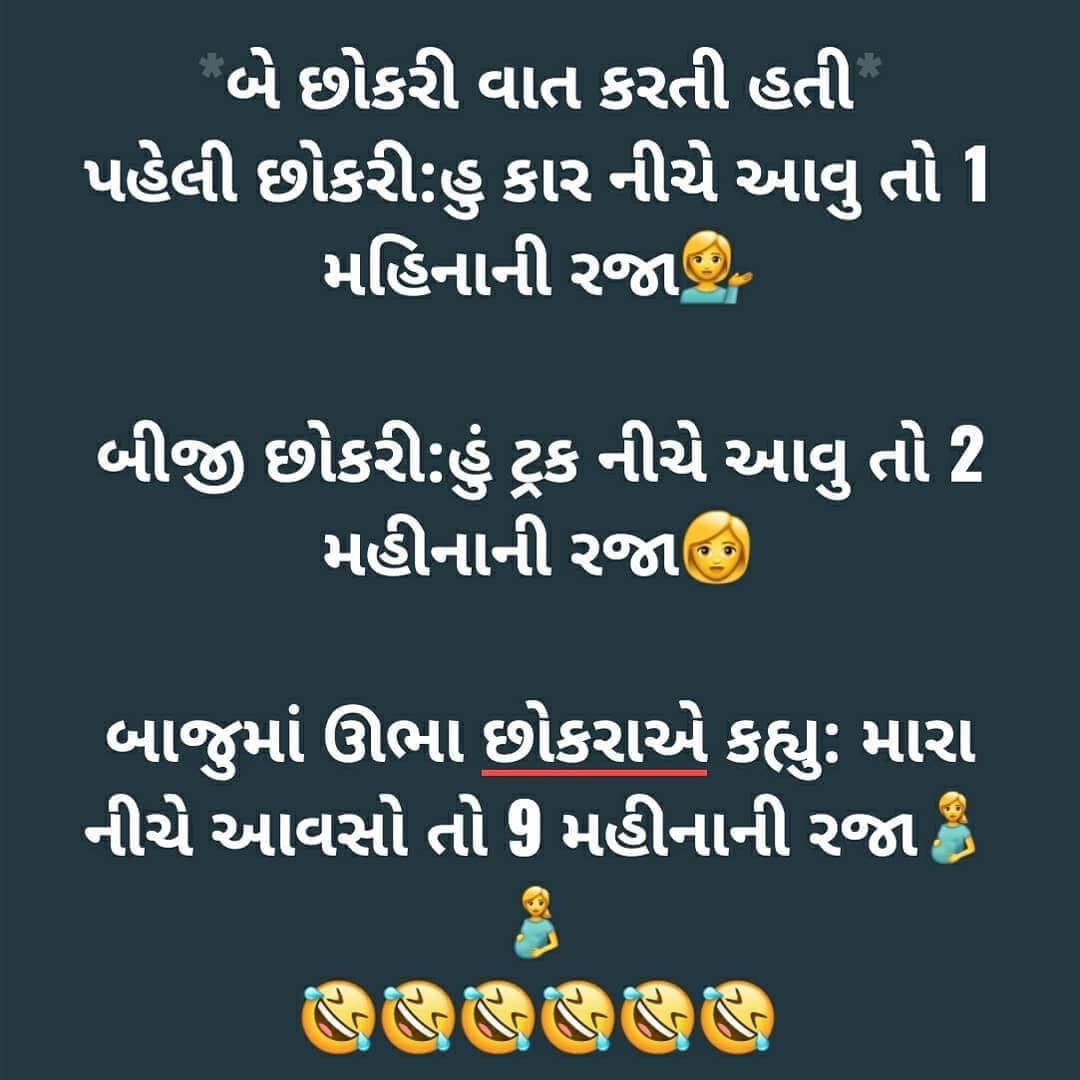 *બે છોકરી વાત કરતી હતી*
પહેલી છોકરી:હુ કાર નીચે આવુ તો 1
મહિનાની રજા💁
બીજી છોકરી:હું ટ્રક નીચે આવુ તો 2
મહીનાની રજા👩
બાજુમાં ઊભા છોકરાએ કહ્યુ: મારા
નીચે આવસો તો 9 મહીનાની રજા🤰
🤰
🤣🤣🤣🤣🤣🤣